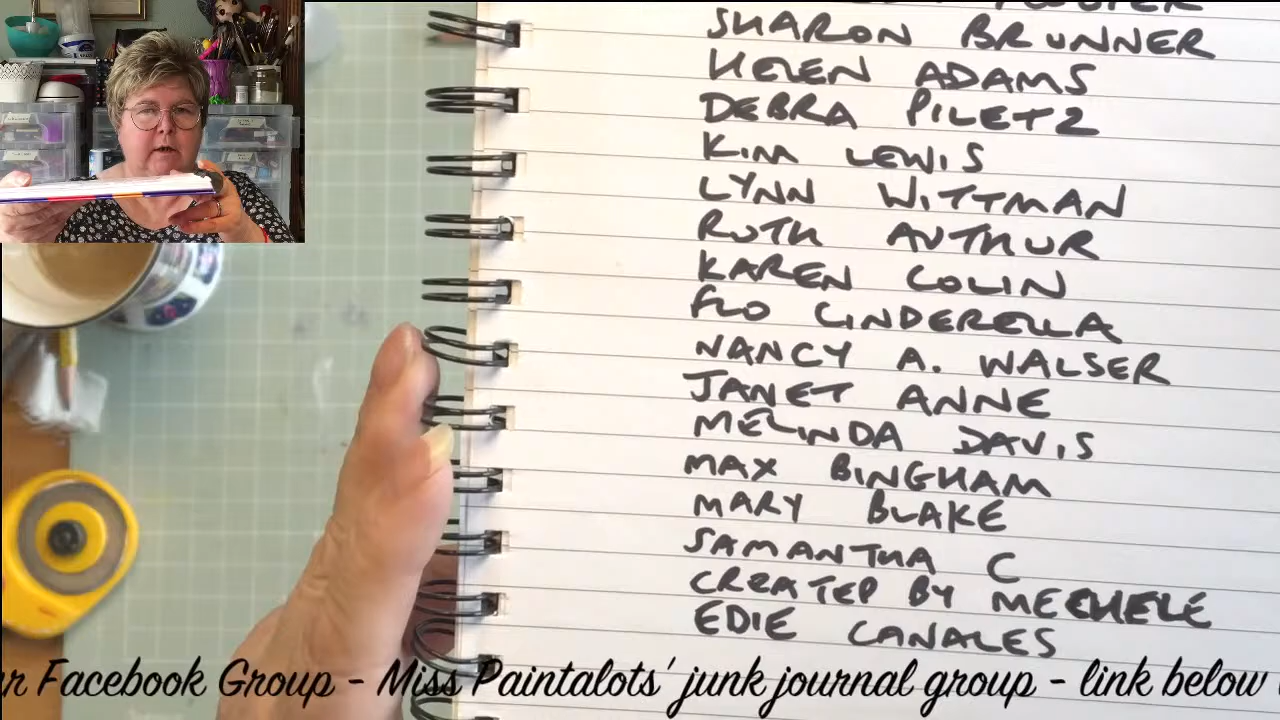 SHARON BRUNNER
HELEN ADAMS
DEBRA PILETZ
KIM LEWIS
LYNN WITTMAN
RUTH AUTHUR
KAREN COLIN
FLO CINDERELLA
NANCY A. WALSER
JANET ANNE
MELINDA DAVIS
MAX BINGHAM
MARY BLAKE
SAMANTHA C
CREATED BY MECHELE
EDIE CANALES
Facebook Group - Miss Paintalots' junk journal group - link below